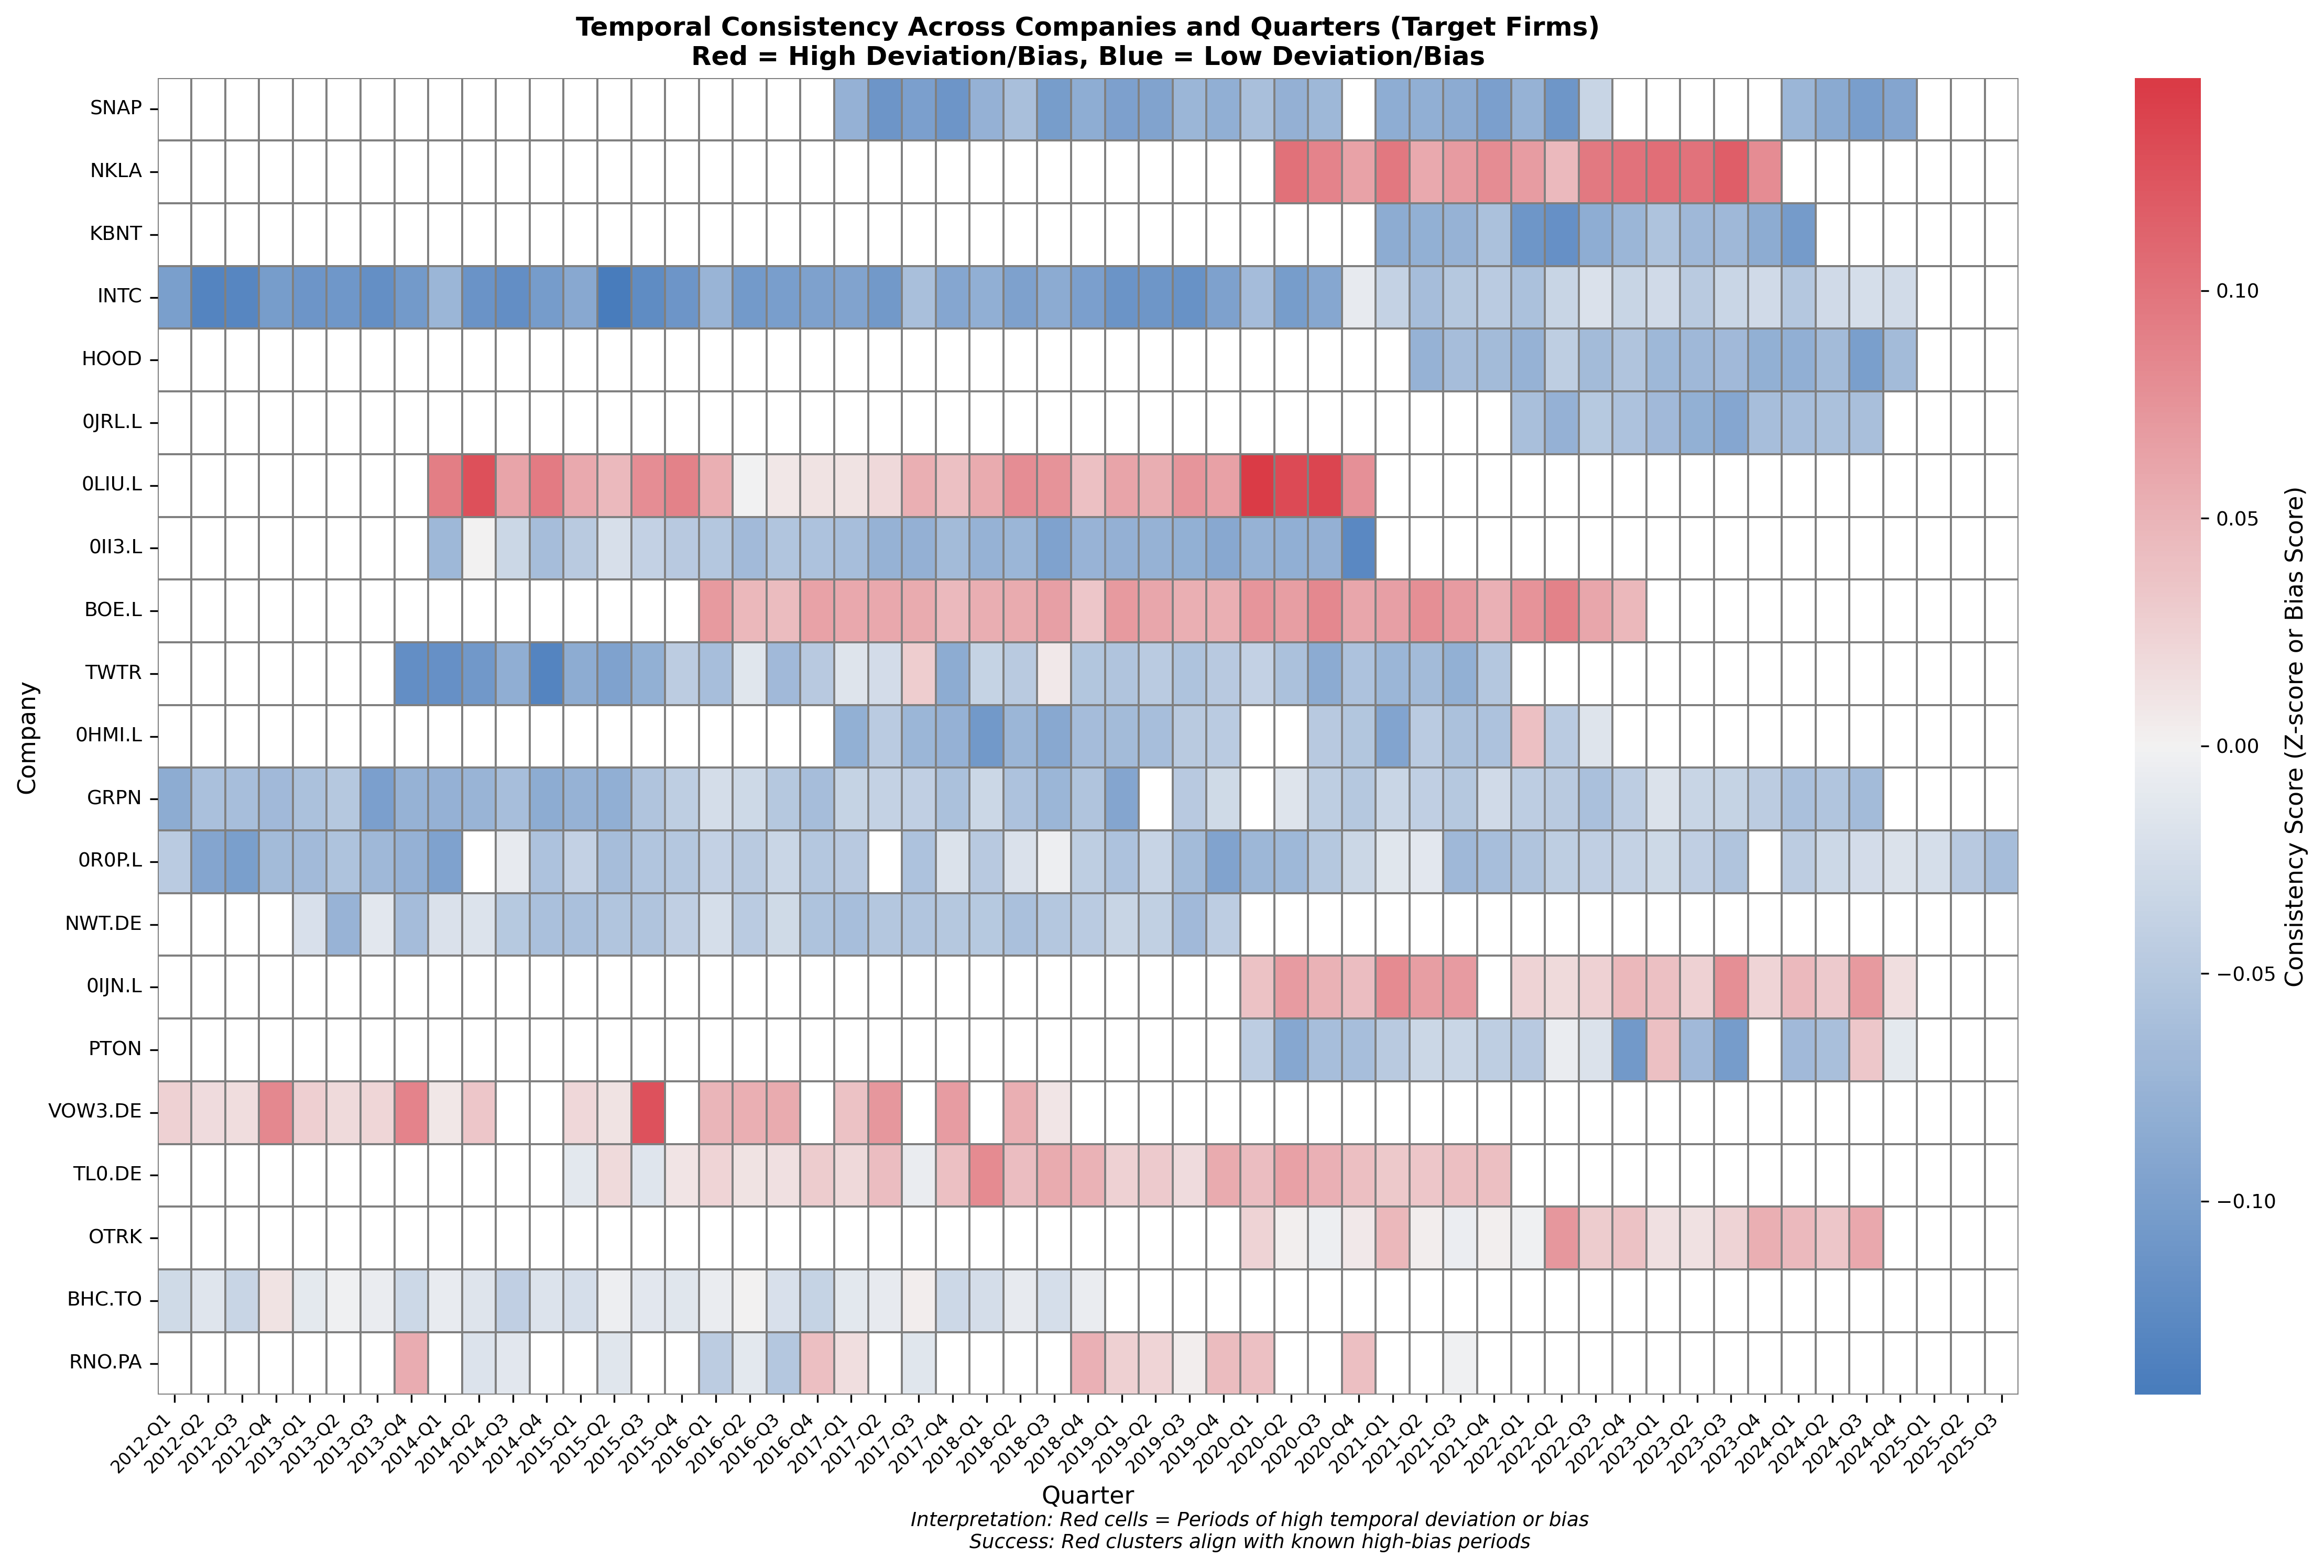 Temporal Consistency Across Companies and Quarters (Target Firms)
Red = High Deviation/Bias, Blue = Low Deviation/Bias
Company
SNAP
NKLA
KBNT
INTC
HOOD
0JRL.L
0LIU.L
0II3.L
BOE.L
TWTR
0HMI.L
GRPN
0R0P.L
NWT.DE
0IJN.L
PTON
VOW3.DE
TL0.DE
OTRK
BHC.TO
RNO.PA
2012-Q1
2012-Q2
2012-Q3
2012-Q4
2013-Q1
2013-Q2
2013-Q3
2013-Q4
2014-Q1
2014-Q2
2014-Q3
2014-Q4
2015-Q1
2015-Q2
2015-Q3
2015-Q4
2016-Q1
2016-Q2
2016-Q3
2016-Q4
2017-Q1
2017-Q2
2017-Q3
2017-Q4
2018-Q1
2018-Q2
2018-Q3
2018-Q4
2019-Q1
2019-Q2
2019-Q3
2019-Q4
2020-Q1
2020-Q2
2020-Q3
2020-Q4
2021-Q1
2021-Q2
2021-Q3
2021-Q4
2022-Q1
2022-Q2
2022-Q3
2022-Q4
2023-Q1
2023-Q2
2023-Q3
2023-Q4
2024-Q1
2024-Q2
2024-Q3
2024-Q4
2025-Q1
2025-Q2
2025-Q3
Quarter
0.10
0.05
0.00
−0.05
−0.10
Consistency Score (Z-score or Bias Score)
Interpretation: Red cells = Periods of high temporal deviation or bias
Success: Red clusters align with known high-bias periods